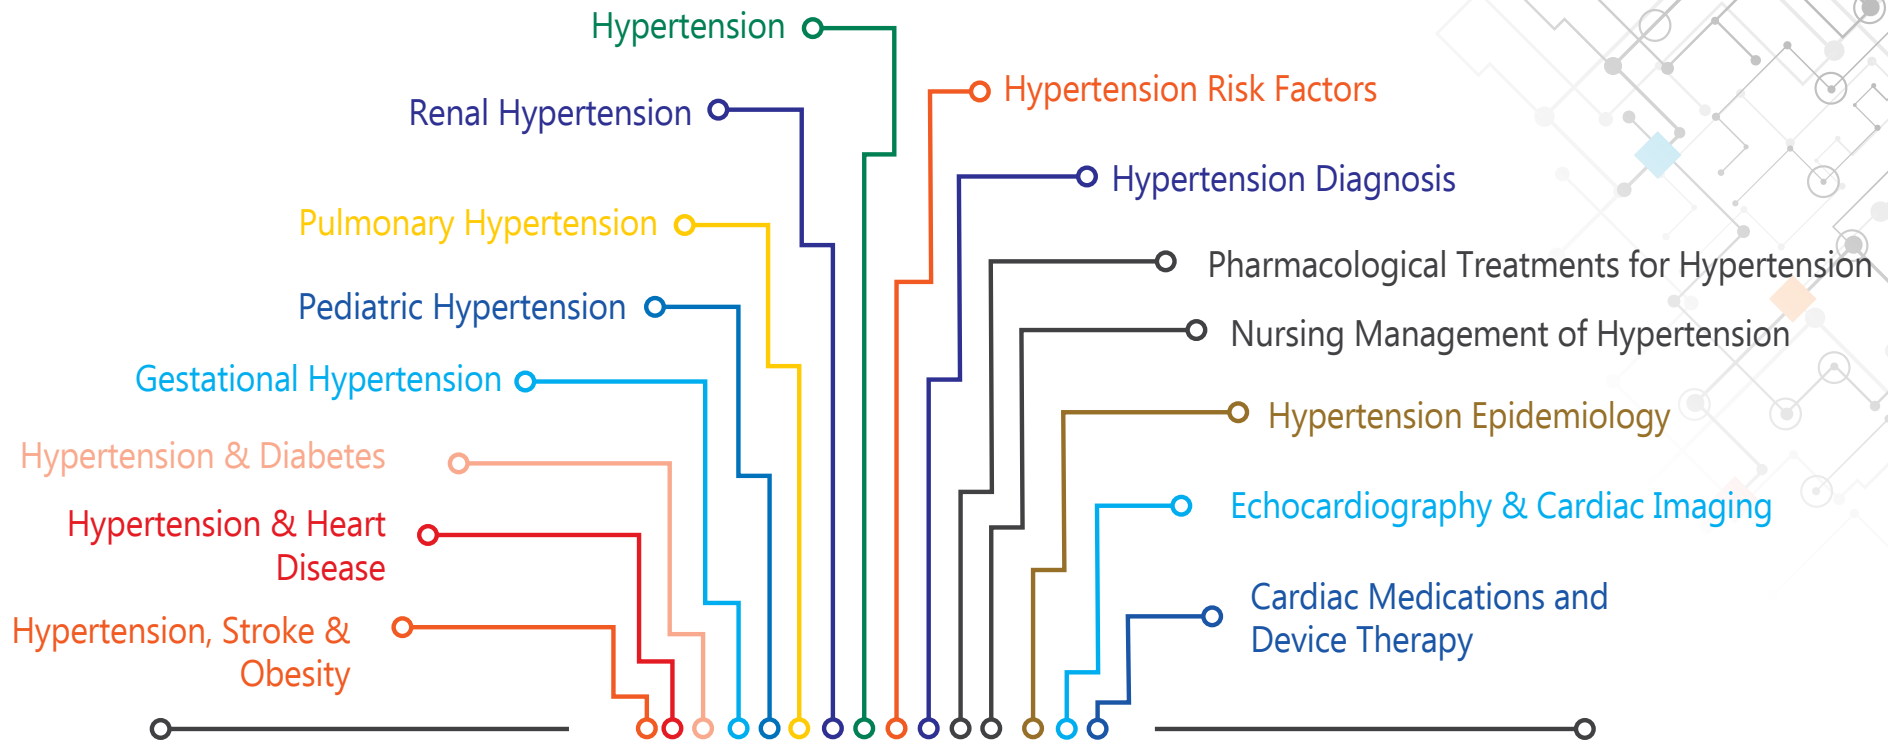 Hypertension
Renal Hypertension
Pulmonary Hypertension
Pediatric Hypertension
Gestational Hypertension
Hypertension & Diabetes
Hypertension & Heart
Disease
Hypertension, Stroke &
Obesity
Hypertension Risk Factors
Hypertension Diagnosis
Pharmacological Treatments for Hypertension
Nursing Management of Hypertension
Hypertension Epidemiology
Echocardiography & Cardiac Imaging
Cardiac Medications and
Device Therapy